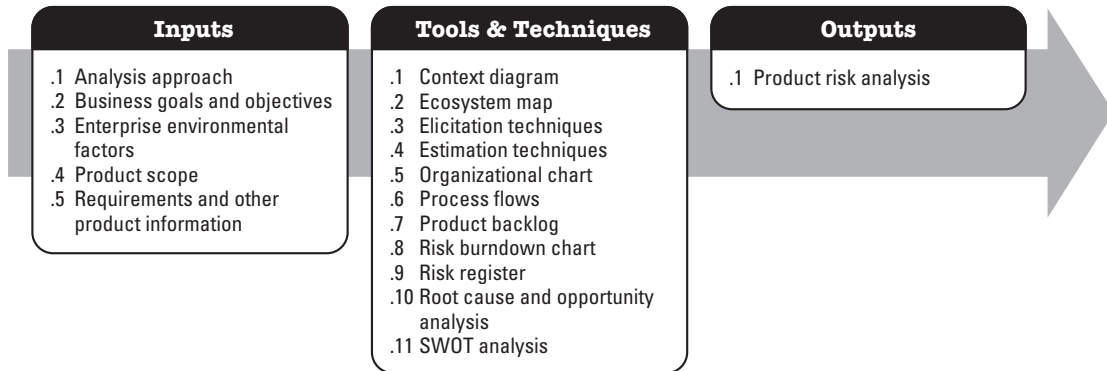 Inputs
.1 Analysis approach
.2 Business goals and objectives
.3 Enterprise environmental
factors
.4 Product scope
.5 Requirements and other
product information
Tools & Techniques
.1 Context diagram
.2 Ecosystem map
.3 Elicitation techniques
.4 Estimation techniques
.5 Organizational chart
.6 Process flows
.7 Product backlog
.8 Risk burndown chart
.9 Risk register
.10 Root cause and opportunity
analysis
.11 SWOT analysis
Outputs
.1 Product risk analysis